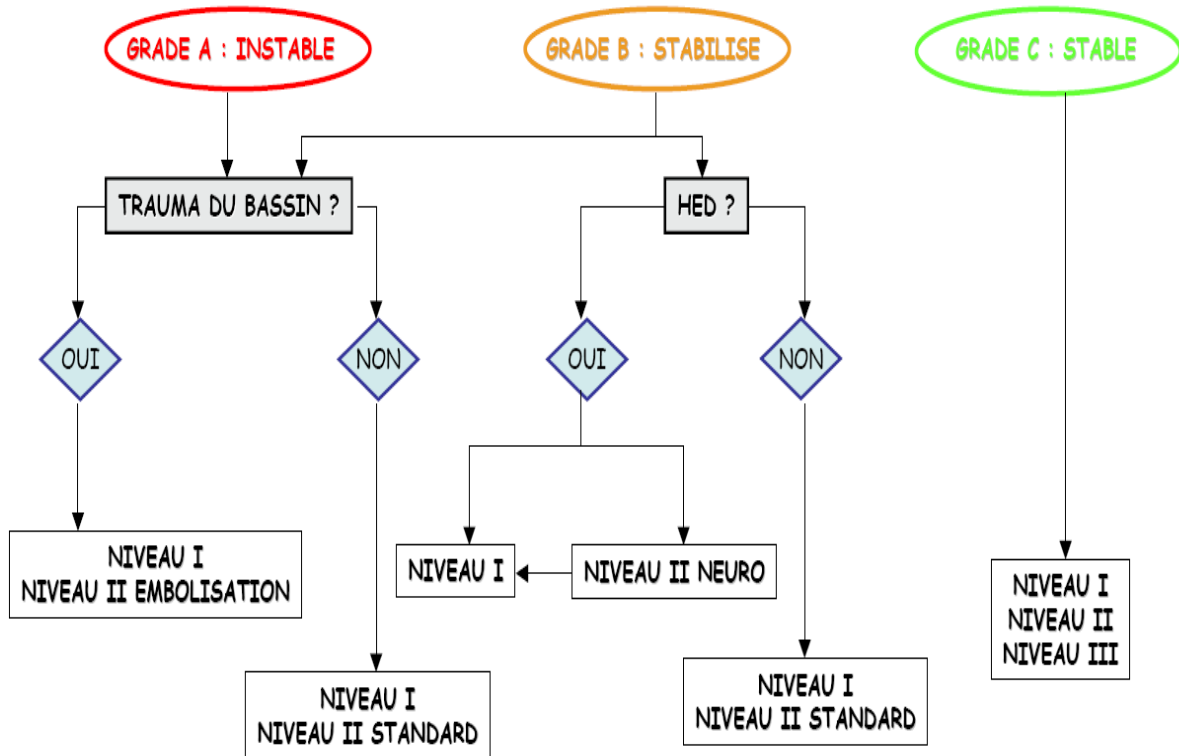 GRADE A : INSTABLE
GRADE B : STABILISE
GRADE C : STABLE
TRAUMA DU BASSIN ?
HED ?
OUI
NON
OUI
NON
NIVEAU I
NIVEAU II EMBOLISATION
NIVEAU I
NIVEAU II NEURO
NIVEAU I
NIVEAU II
NIVEAU III
NIVEAU I
NIVEAU II STANDARD
NIVEAU I
NIVEAU II STANDARD